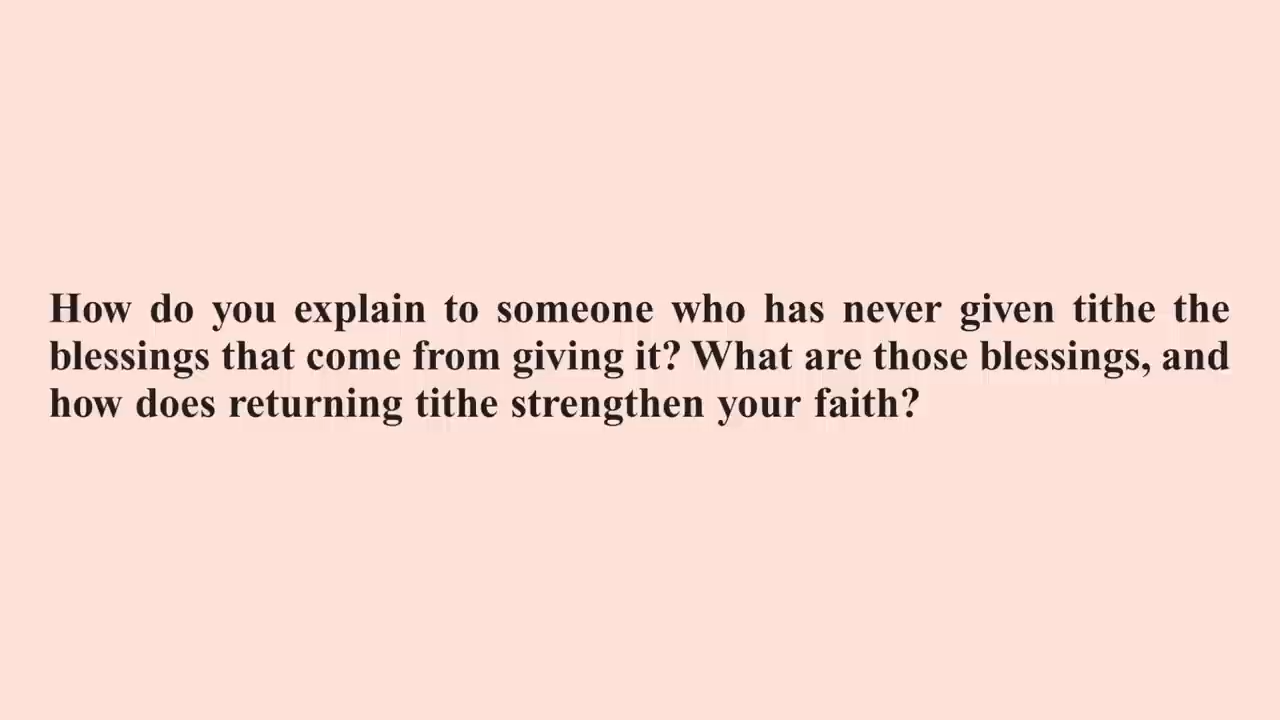 How do you explain to someone who has never given tithe the
blessings that come from giving it? What are those blessings, and
how does returning tithe strengthen your faith?